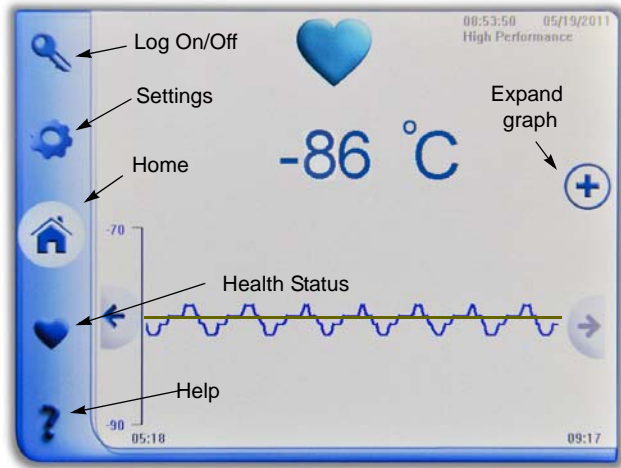 08:53:50 05/19/2011
High Performance
Log On/Off
Settings
Expand
graph
-86 °C
Home
-70
Health Status
Help
-90
05:18 09:17